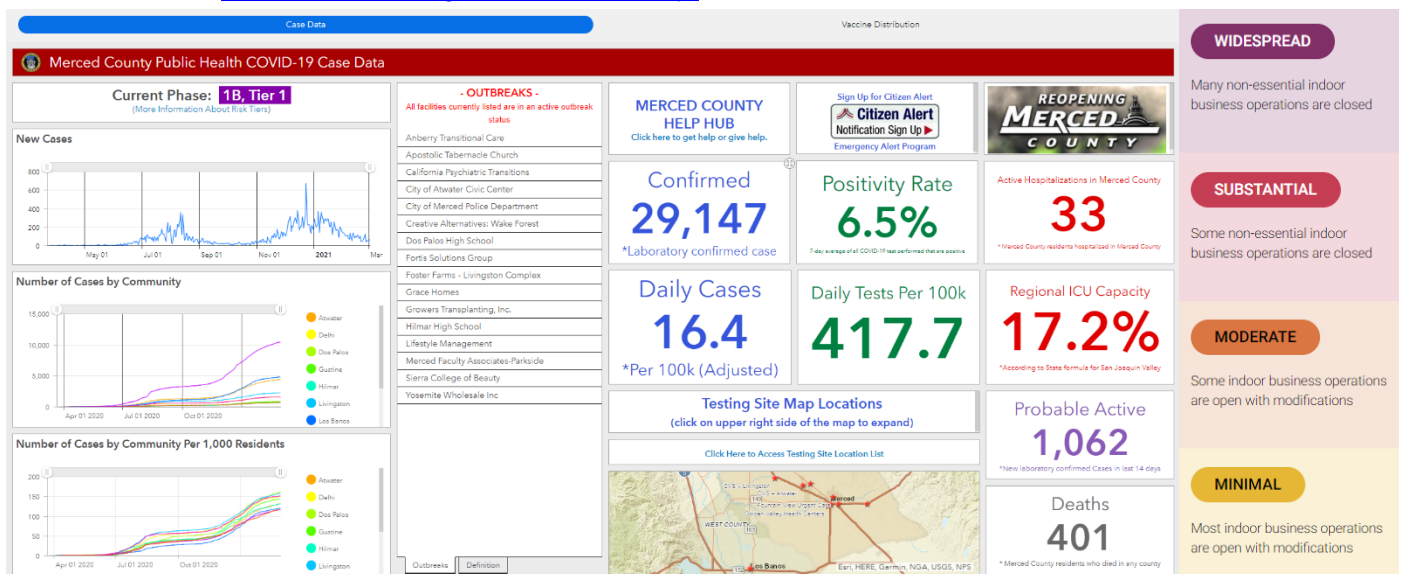 Case Data
Vaccine Distribution
Merced County Public Health COVID-19 Case Data
Current Phase: 1B, Tier 1
(More Information About Risk Tiers)
New Cases
800
600
400
200
0
May 01
Jul 01
Sep 01
Nov 01
2021
Mar
Number of Cases by Community
15,000
10,000
5,000
0
Apr 01 2020
Jul 01 2020
Oct 01 2020
Atwater
Delhi
Dos Palos
Gustine
Hilmar
Livingston
Los Banos
Number of Cases by Community Per 1,000 Residents
200
150
100
50
0
Apr 01 2020
Jul 01 2020
Oct 01 2020
Atwater
Delhi
Dos Palos
Gustine
Hilmar
Livingston
- OUTBREAKS -
All facilities currently listed are in an active outbreak
status
Anberry Transitional Care
Apostolic Tabernacle Church
California Psychiatric Transitions
City of Atwater Civic Center
City of Merced Police Department
Creative Alternatives: Wake Forest
Dos Palos High School
Fortis Solutions Group
Foster Farms - Livingston Complex
Grace Homes
Growers Transplanting, Inc.
Hilmar High School
Lifestyle Management
Merced Faculty Associates-Parkside
Sierra College of Beauty
Yosemite Wholesale Inc
Outbreaks
Definition
MERCED COUNTY
HELP HUB
Click here to get help or give help.
Sign Up for Citizen Alert
Citizen Alert
Notification Sign Up
Emergency Alert Program
REOPENING
MERCED
COUNTY
Confirmed
29,147
*Laboratory confirmed case
Positivity Rate
6.5%
7-day average of all COVID-19 test performed that are positive
Active Hospitalizations in Merced County
33
* Merced County residents hospitalized in Merced County
Daily Cases
16.4
*Per 100k (Adjusted)
Daily Tests Per 100k
417.7
Regional ICU Capacity
17.2%
*According to State formula for San Joaquin Valley
Testing Site Map Locations
(click on upper right side of the map to expand)
Click Here to Access Testing Site Location List
Merced
WEST COUNTY
Los Banos
Esri, HERE, Garmin, NGA, USGS, NPS
Probable Active
1,062
*New laboratory confirmed Cases in last 14 days
Deaths
401
* Merced County residents who died in any county
WIDESPREAD
Many non-essential indoor
business operations are closed
SUBSTANTIAL
Some non-essential indoor
business operations are closed
MODERATE
Some indoor business operations
are open with modifications
MINIMAL
Most indoor business operations
are open with modifications